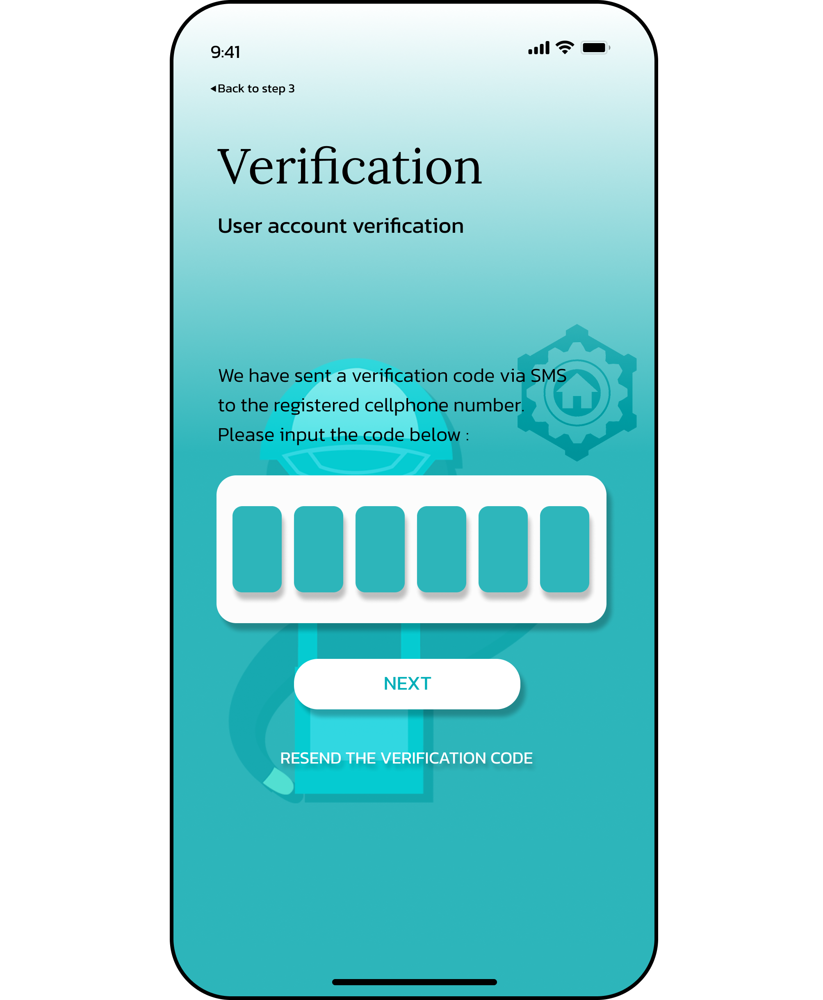 9:41
Back to step 3
Verification
User account verification
We have sent a verification code via SMS
to the registered cellphone number.
Please input the code below :
NEXT
RESEND THE VERIFICATION CODE